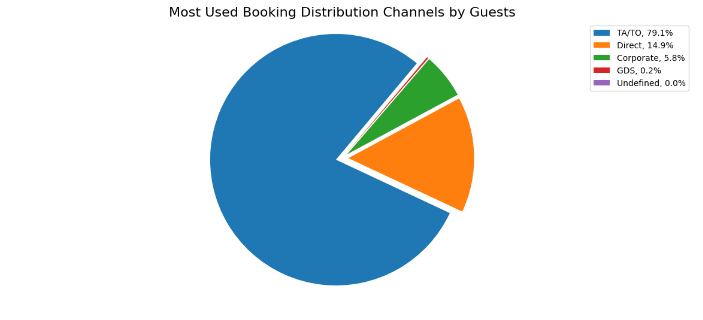 Most Used Booking Distribution Channels by Guests
TA/TO, 79.1%
Direct, 14.9%
Corporate, 5.8%
GDS, 0.2%
Undefined, 0.0%